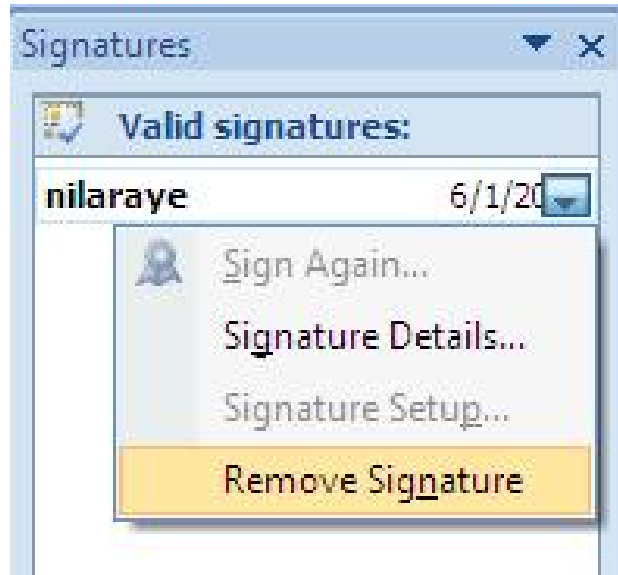 Signatures
Valid signatures:
nilaraye 6/1/20
Sign Again...
Signature Details...
Signature Setup...
Remove Signature